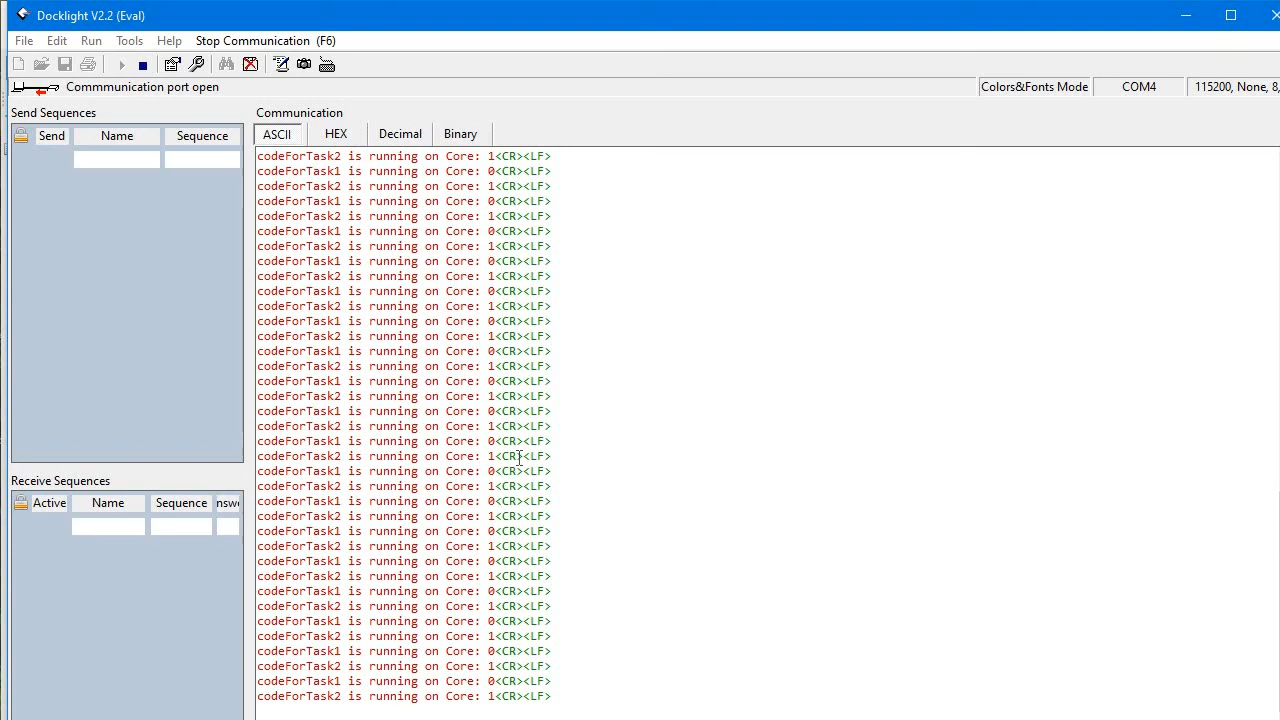 Docklight V2.2 (Eval)
File Edit Run Tools Help Stop Communication (F6)
Commmunication port open Colors&Fonts Mode COM4 115200, None, 8,
Send Sequences
Send Name Sequence
Communication
ASCII HEX Decimal Binary
codeForTask2 is running on Core: 1<CR><LF>
codeForTask1 is running on Core: 0<CR><LF>
codeForTask2 is running on Core: 1<CR><LF>
codeForTask1 is running on Core: 0<CR><LF>
codeForTask2 is running on Core: 1<CR><LF>
codeForTask1 is running on Core: 0<CR><LF>
codeForTask2 is running on Core: 1<CR><LF>
codeForTask1 is running on Core: 0<CR><LF>
codeForTask2 is running on Core: 1<CR><LF>
codeForTask1 is running on Core: 0<CR><LF>
codeForTask2 is running on Core: 1<CR><LF>
codeForTask1 is running on Core: 0<CR><LF>
codeForTask2 is running on Core: 1<CR><LF>
codeForTask1 is running on Core: 0<CR><LF>
codeForTask2 is running on Core: 1<CR><LF>
codeForTask1 is running on Core: 0<CR><LF>
codeForTask2 is running on Core: 1<CR><LF>
codeForTask1 is running on Core: 0<CR><LF>
codeForTask2 is running on Core: 1<CR><LF>
codeForTask1 is running on Core: 0<CR><LF>
codeForTask2 is running on Core: 1<CR><LF>
codeForTask1 is running on Core: 0<CR><LF>
codeForTask2 is running on Core: 1<CR><LF>
codeForTask1 is running on Core: 0<CR><LF>
codeForTask2 is running on Core: 1<CR><LF>
codeForTask1 is running on Core: 0<CR><LF>
codeForTask2 is running on Core: 1<CR><LF>
codeForTask1 is running on Core: 0<CR><LF>
codeForTask2 is running on Core: 1<CR><LF>
codeForTask1 is running on Core: 0<CR><LF>
codeForTask2 is running on Core: 1<CR><LF>
codeForTask1 is running on Core: 0<CR><LF>
codeForTask2 is running on Core: 1<CR><LF>
codeForTask1 is running on Core: 0<CR><LF>
codeForTask2 is running on Core: 1<CR><LF>
codeForTask1 is running on Core: 0<CR><LF>
codeForTask2 is running on Core: 1<CR><LF>
Receive Sequences
Active Name Sequence nswe